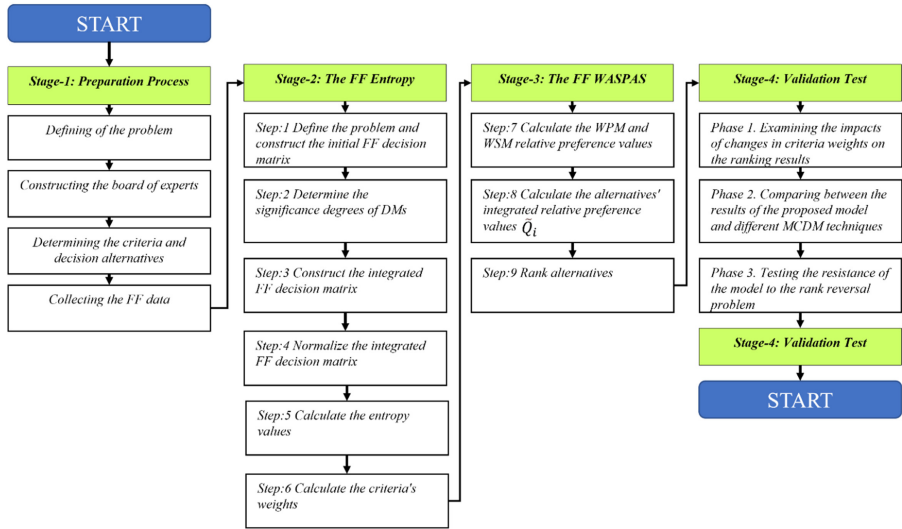 START
Stage-1: Preparation Process
Defining of the problem
Constructing the board of experts
Determining the criteria and
decision alternatives
Collecting the FF data
Stage-2: The FF Entropy
Step:1 Define the problem and
construct the initial FF decision
matrix
Step:2 Determine the
significance degrees of DMs
Step:3 Construct the integrated
FF decision matrix
Step:4 Normalize the integrated
FF decision matrix
Step:5 Calculate the entropy
values
Step:6 Calculate the criteria's
weights
Stage-3: The FF WASPAS
Step:7 Calculate the WPM and
WSM relative preference values
Step:8 Calculate the alternatives'
integrated relative preference
values Q̃ᵢ
Step:9 Rank alternatives
Stage-4: Validation Test
Phase 1. Examining the impacts
of changes in criteria weights on
the ranking results
Phase 2. Comparing between the
results of the proposed model
and different MCDM techniques
Phase 3. Testing the resistance of
the model to the rank reversal
problem
Stage-4: Validation Test
START